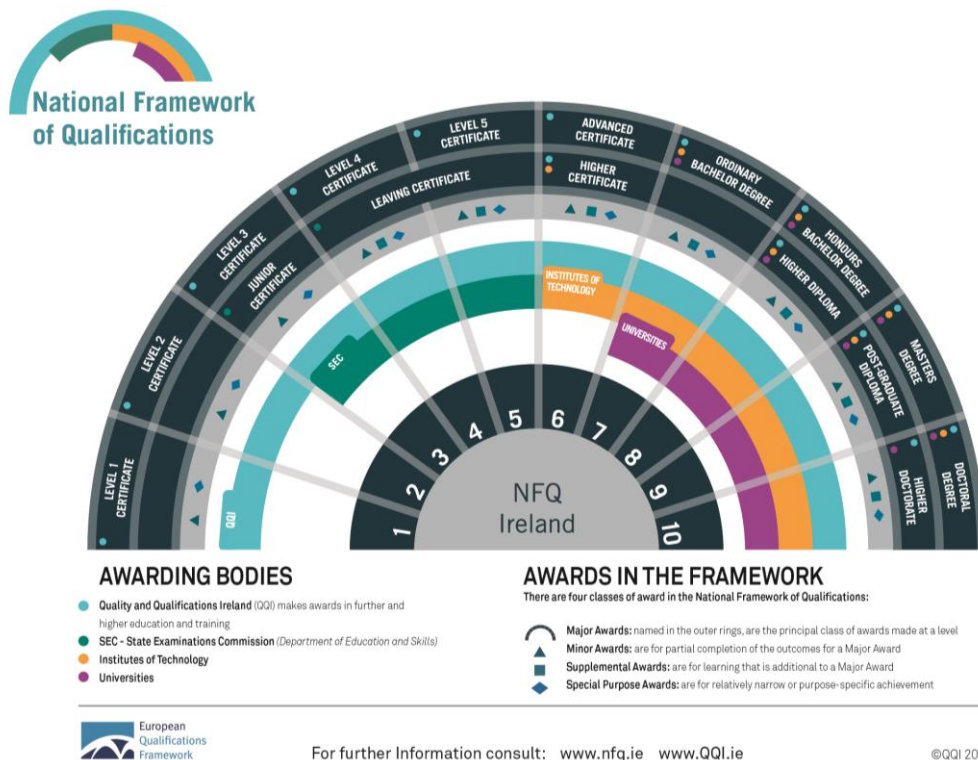 National Framework
of Qualifications
LEVEL 1
CERTIFICATE
LEVEL 2
CERTIFICATE
LEVEL 3
CERTIFICATE
LEVEL 4
CERTIFICATE
LEVEL 5
CERTIFICATE
ADVANCED
CERTIFICATE
ORDINARY
BACHELOR DEGREE
HONOURS
BACHELOR DEGREE
MASTERS
DEGREE
DOCTORAL
DEGREE
JUNIOR
CERTIFICATE
LEAVING CERTIFICATE
HIGHER
CERTIFICATE
HIGHER DIPLOMA
POST-GRADUATE
DIPLOMA
HIGHER
DOCTORATE
QQI
SEC
INSTITUTES OF
TECHNOLOGY
UNIVERSITIES
1
2
3
4
5
6
7
8
9
10
NFQ
Ireland
AWARDING BODIES
Quality and Qualifications Ireland (QQI) makes awards in further and
higher education and training
SEC - State Examinations Commission (Department of Education and Skills)
Institutes of Technology
Universities
AWARDS IN THE FRAMEWORK
There are four classes of award in the National Framework of Qualifications:
Major Awards: named in the outer rings, are the principal class of awards made at a level
Minor Awards: are for partial completion of the outcomes for a Major Award
Supplemental Awards: are for learning that is additional to a Major Award
Special Purpose Awards: are for relatively narrow or purpose-specific achievement
European
Qualifications
Framework
For further Information consult: www.nfq.ie www.QQI.ie
©QQI 20